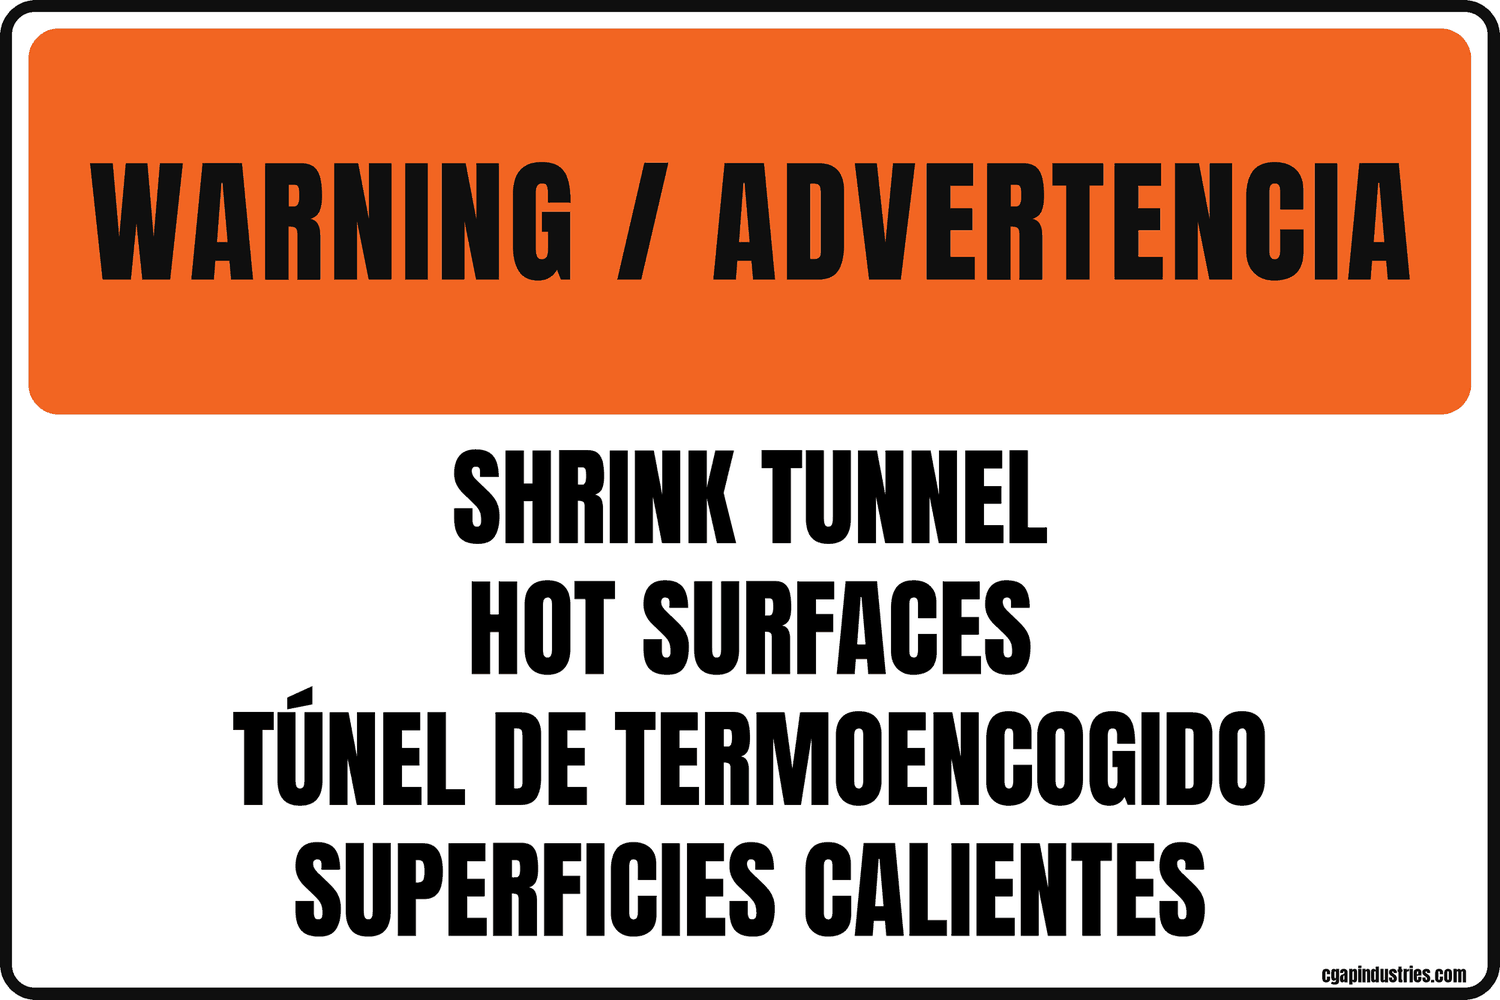 WARNING / ADVERTENCIA
SHRINK TUNNEL
HOT SURFACES
TÚNEL DE TERMOENCOGIDO
SUPERFICIES CALIENTES
cgapindustries.com